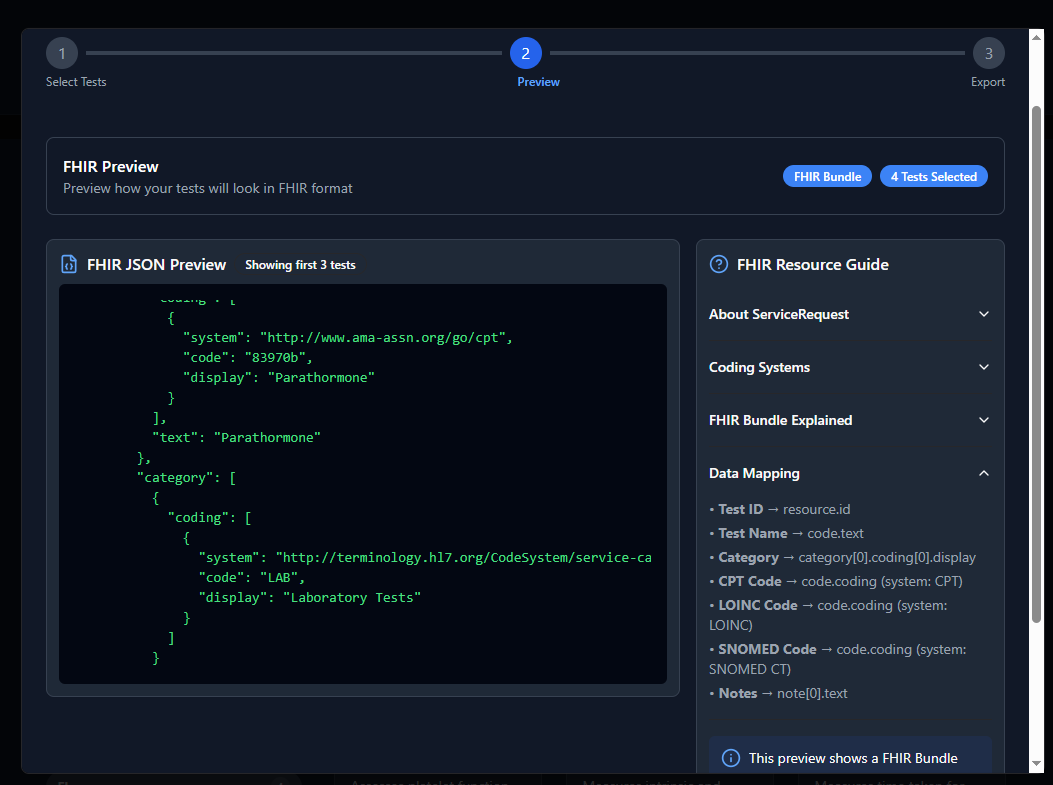 1
2
3
Select Tests
Preview
Export
FHIR Preview
Preview how your tests will look in FHIR format
FHIR Bundle
4 Tests Selected
FHIR JSON Preview
Showing first 3 tests
"coding": [
{
"system": "http://www.ama-assn.org/go/cpt",
"code": "83970b",
"display": "Parathormone"
}
],
"text": "Parathormone"
},
"category": [
{
"coding": [
{
"system": "http://terminology.hl7.org/CodeSystem/service-ca
"code": "LAB",
"display": "Laboratory Tests"
}
]
}
FHIR Resource Guide
About ServiceRequest
Coding Systems
FHIR Bundle Explained
Data Mapping
• Test ID → resource.id
• Test Name → code.text
• Category → category[0].coding[0].display
• CPT Code → code.coding (system: CPT)
• LOINC Code → code.coding (system:
LOINC)
• SNOMED Code → code.coding (system:
SNOMED CT)
• Notes → note[0].text
This preview shows a FHIR Bundle